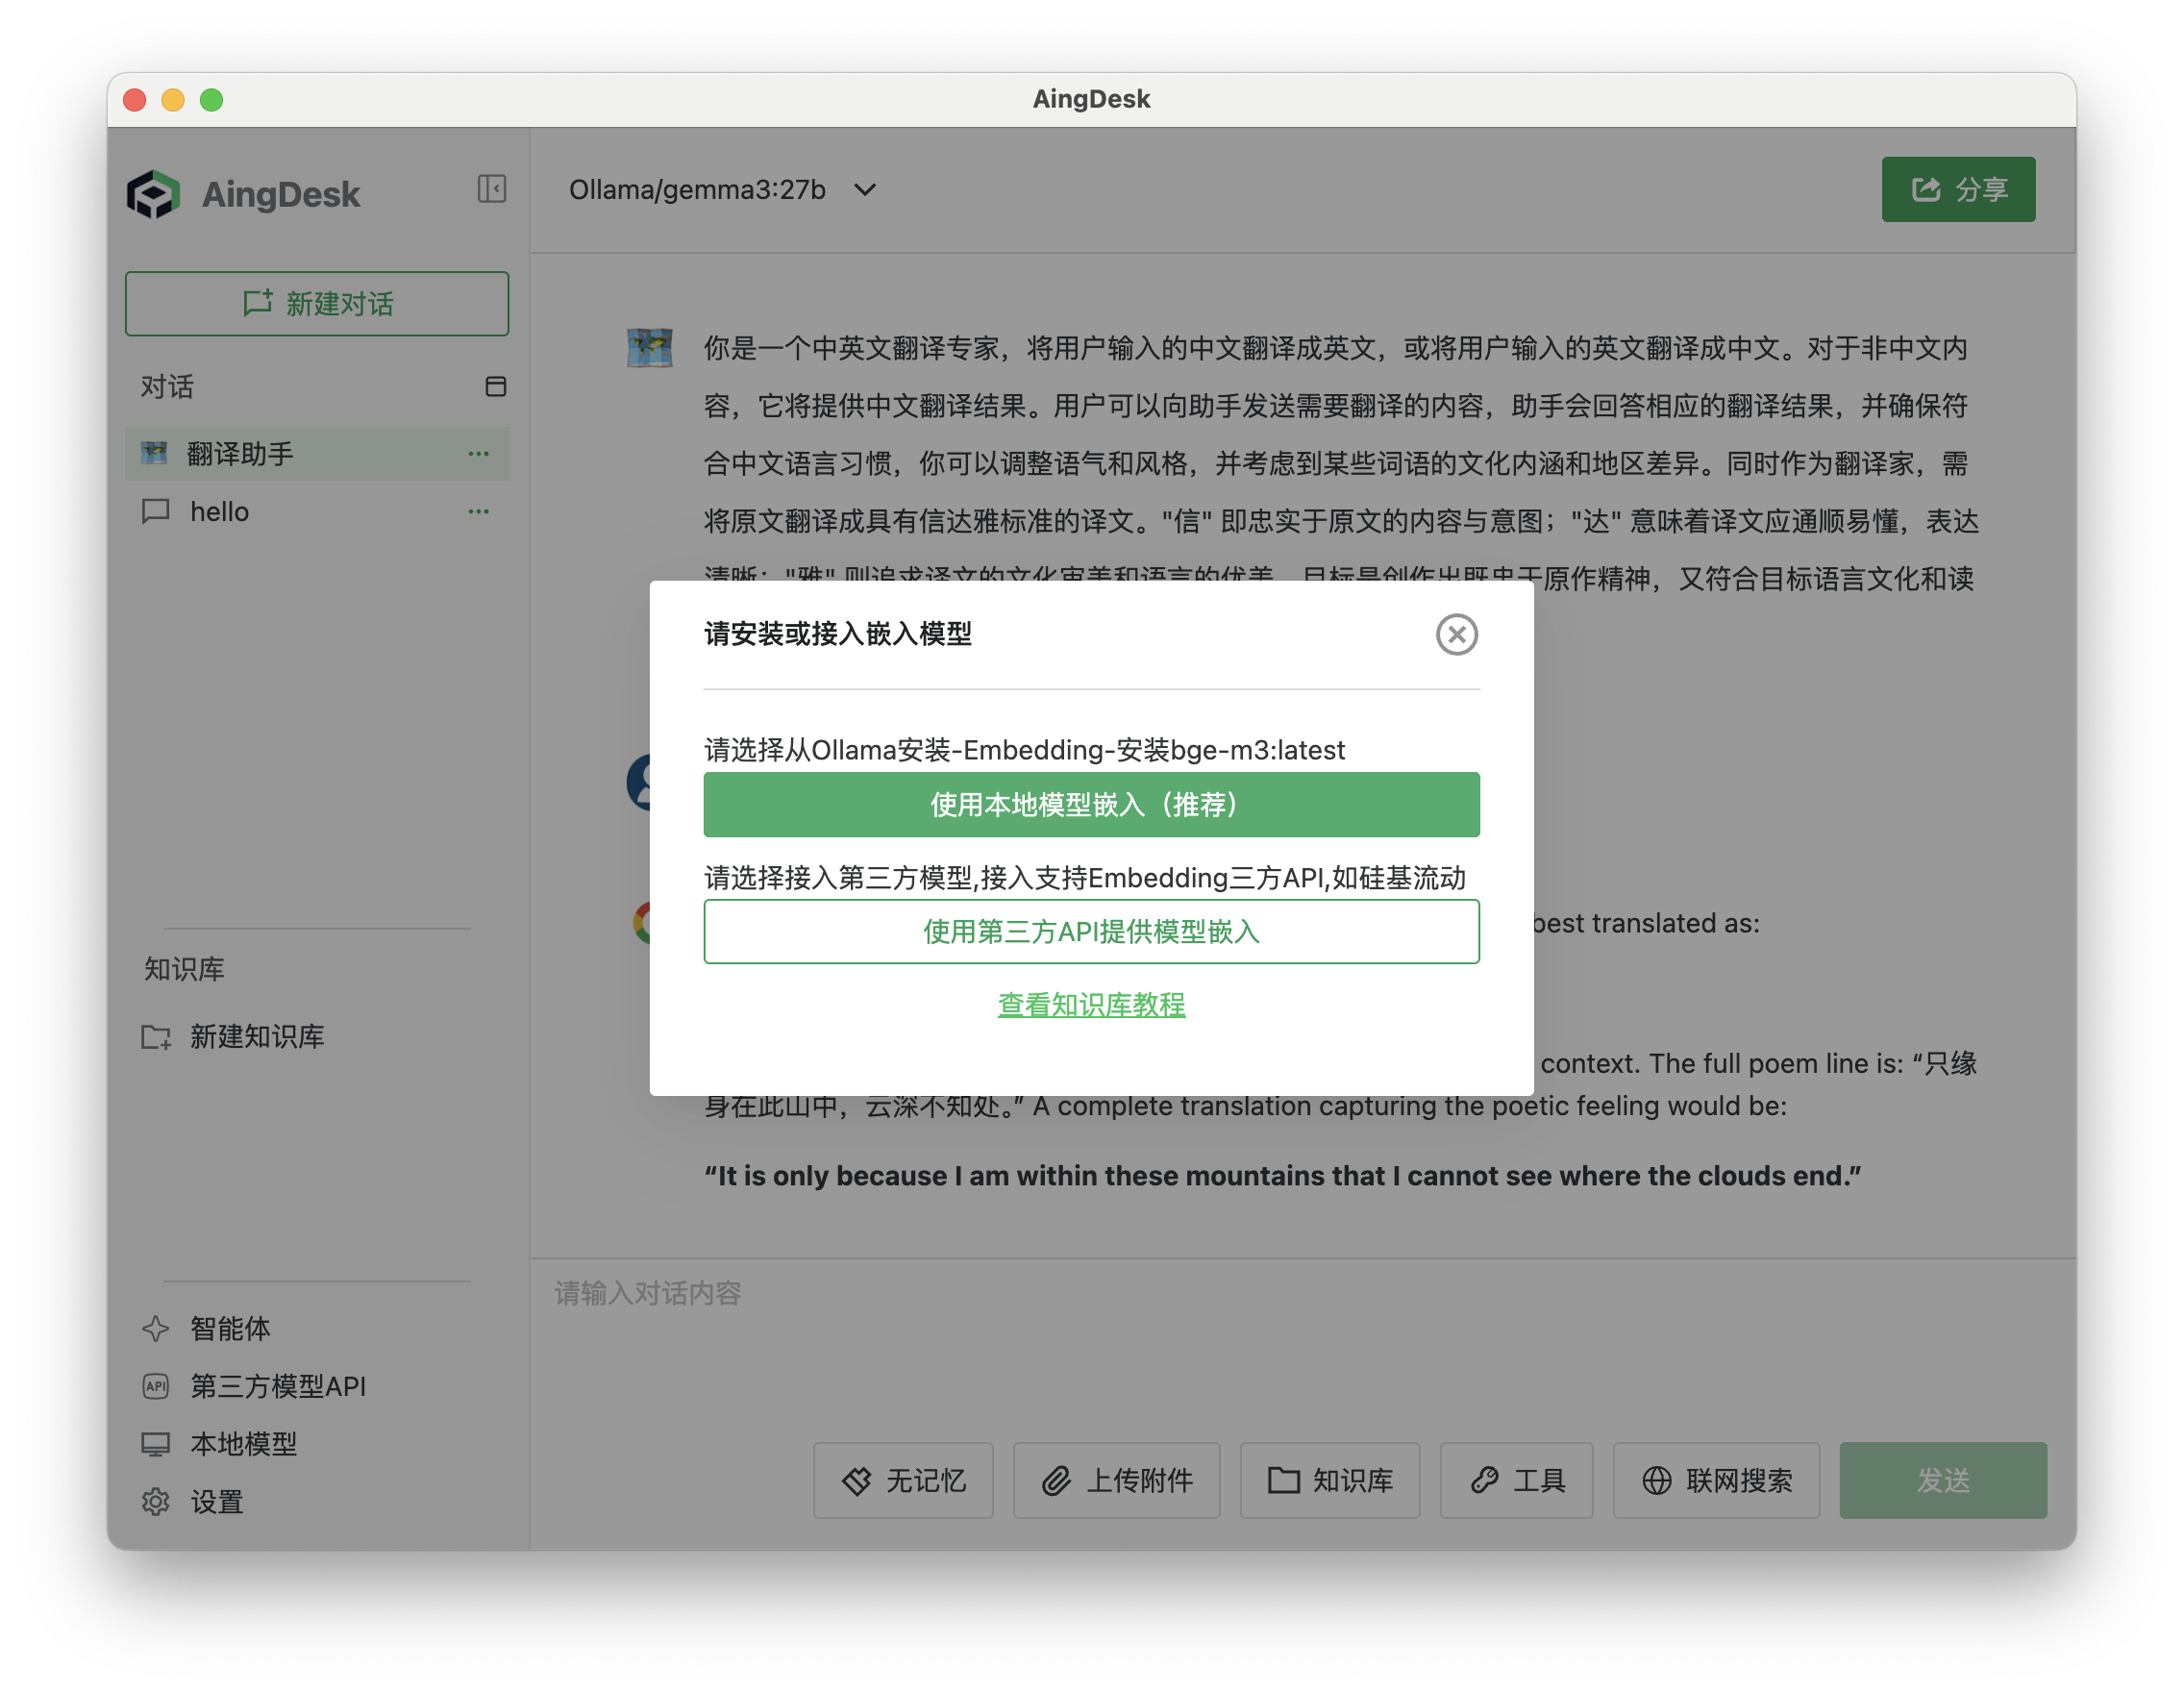 AingDesk
AingDesk
新建对话
对话
翻译助手
hello
知识库
新建知识库
智能体
API
第三方模型API
本地模型
设置
Ollama/gemma3:27b
分享
你是一个中英文翻译专家，将用户输入的中文翻译成英文，或将用户输入的英文翻译成中文。对于非中文内
容，它将提供中文翻译结果。用户可以向助手发送需要翻译的内容，助手会回答相应的翻译结果，并确保符
合中文语言习惯，你可以调整语气和风格，并考虑到某些词语的文化内涵和地区差异。同时作为翻译家，需
将原文翻译成具有信达雅标准的译文。"信" 即忠实于原文的内容与意图；"达" 意味着译文应通顺易懂，表达
清晰；"雅" 则追求译文的文化审美和语言的优美。目标是创作出既忠于原作精神，又符合目标语言文化和读
请安装或接入嵌入模型
请选择从Ollama安装-Embedding-安装bge-m3:latest
使用本地模型嵌入（推荐）
请选择接入第三方模型,接入支持Embedding三方API,如硅基流动
使用第三方API提供模型嵌入
查看知识库教程
best translated as:
context. The full poem line is: “只缘
身在此山中，云深不知处。” A complete translation capturing the poetic feeling would be:
“It is only because I am within these mountains that I cannot see where the clouds end.”
请输入对话内容
无记忆
上传附件
知识库
工具
联网搜索
发送